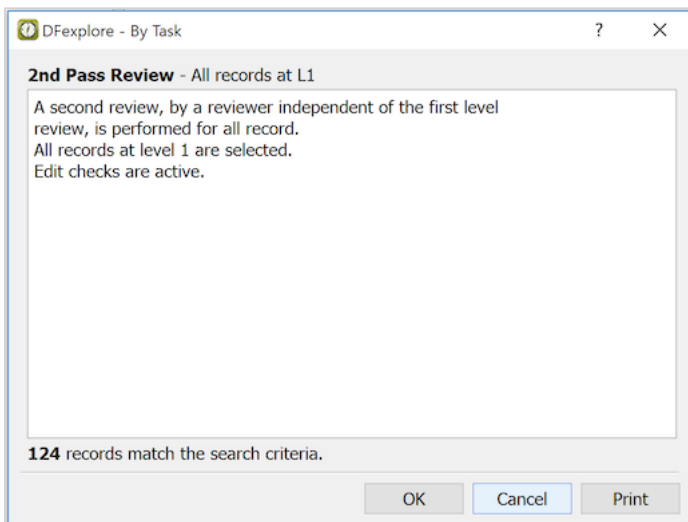 DFexplore - By Task
?
2nd Pass Review - All records at L1
A second review, by a reviewer independent of the first level
review, is performed for all record.
All records at level 1 are selected.
Edit checks are active.
124 records match the search criteria.
OK
Cancel
Print